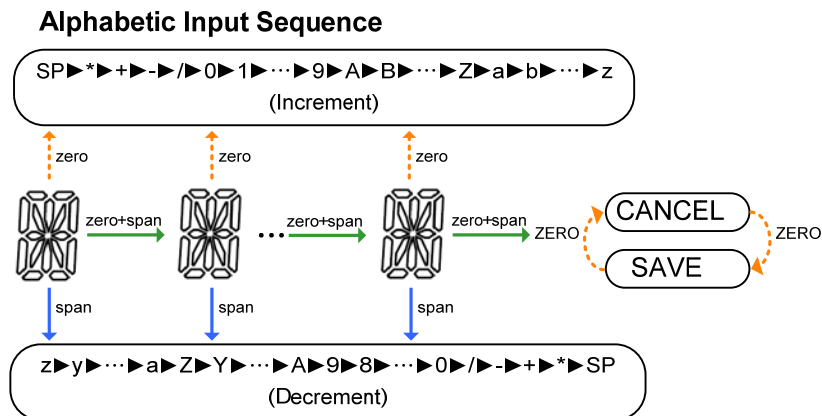 Alphabetic Input Sequence
SP►*►+►-►/►0►1►⋯►9►A►B►⋯►Z►a►b►⋯►z
(Increment)
zero zero zero
zero+span zero+span zero+span
... 
CANCEL
ZERO ZERO
SAVE
span span span
z►y►⋯►a►Z►Y►⋯►A►9►8►⋯►0►/►-►+►*►SP
(Decrement)